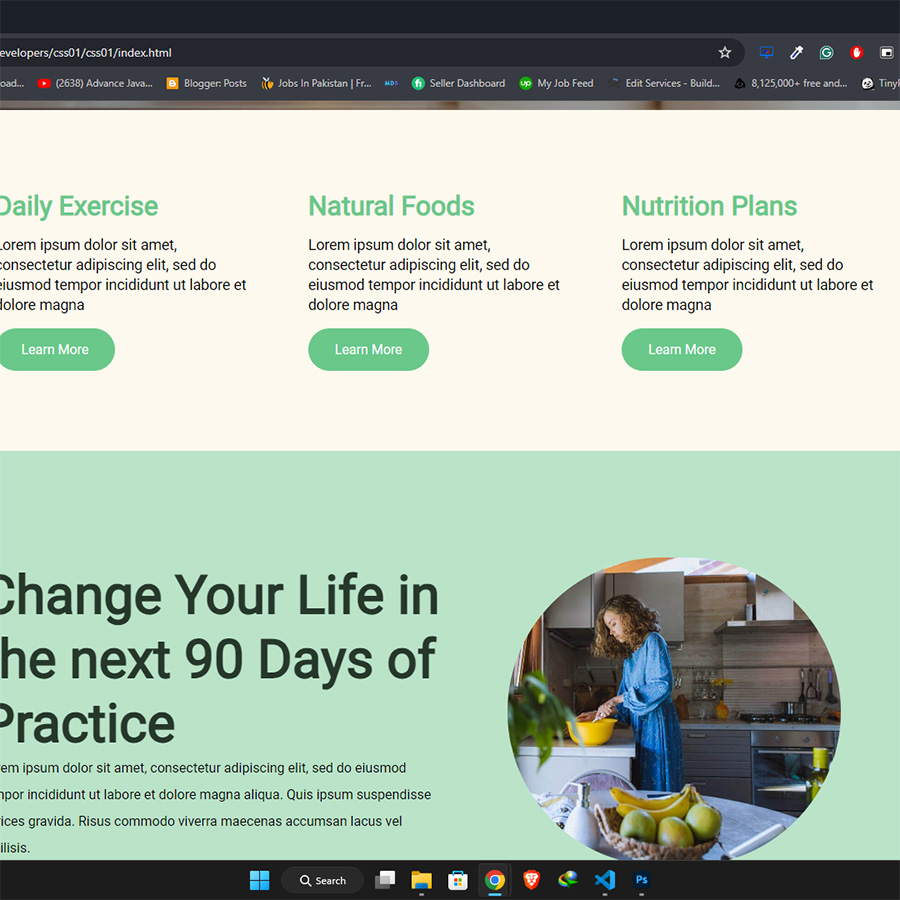 evelopers/css01/css01/index.html
oad... (2638) Advance Java... Blogger: Posts Jobs In Pakistan | Fr... Seller Dashboard My Job Feed Edit Services - Build... 8,125,000+ free and... TinyP
Daily Exercise
Lorem ipsum dolor sit amet,
consectetur adipiscing elit, sed do
eiusmod tempor incididunt ut labore et
dolore magna
Learn More
Natural Foods
Lorem ipsum dolor sit amet,
consectetur adipiscing elit, sed do
eiusmod tempor incididunt ut labore et
dolore magna
Learn More
Nutrition Plans
Lorem ipsum dolor sit amet,
consectetur adipiscing elit, sed do
eiusmod tempor incididunt ut labore et
dolore magna
Learn More
Change Your Life in
the next 90 Days of
Practice
rem ipsum dolor sit amet, consectetur adipiscing elit, sed do eiusmod
mpor incididunt ut labore et dolore magna aliqua. Quis ipsum suspendisse
rices gravida. Risus commodo viverra maecenas accumsan lacus vel
ilisis.
Search
Ps